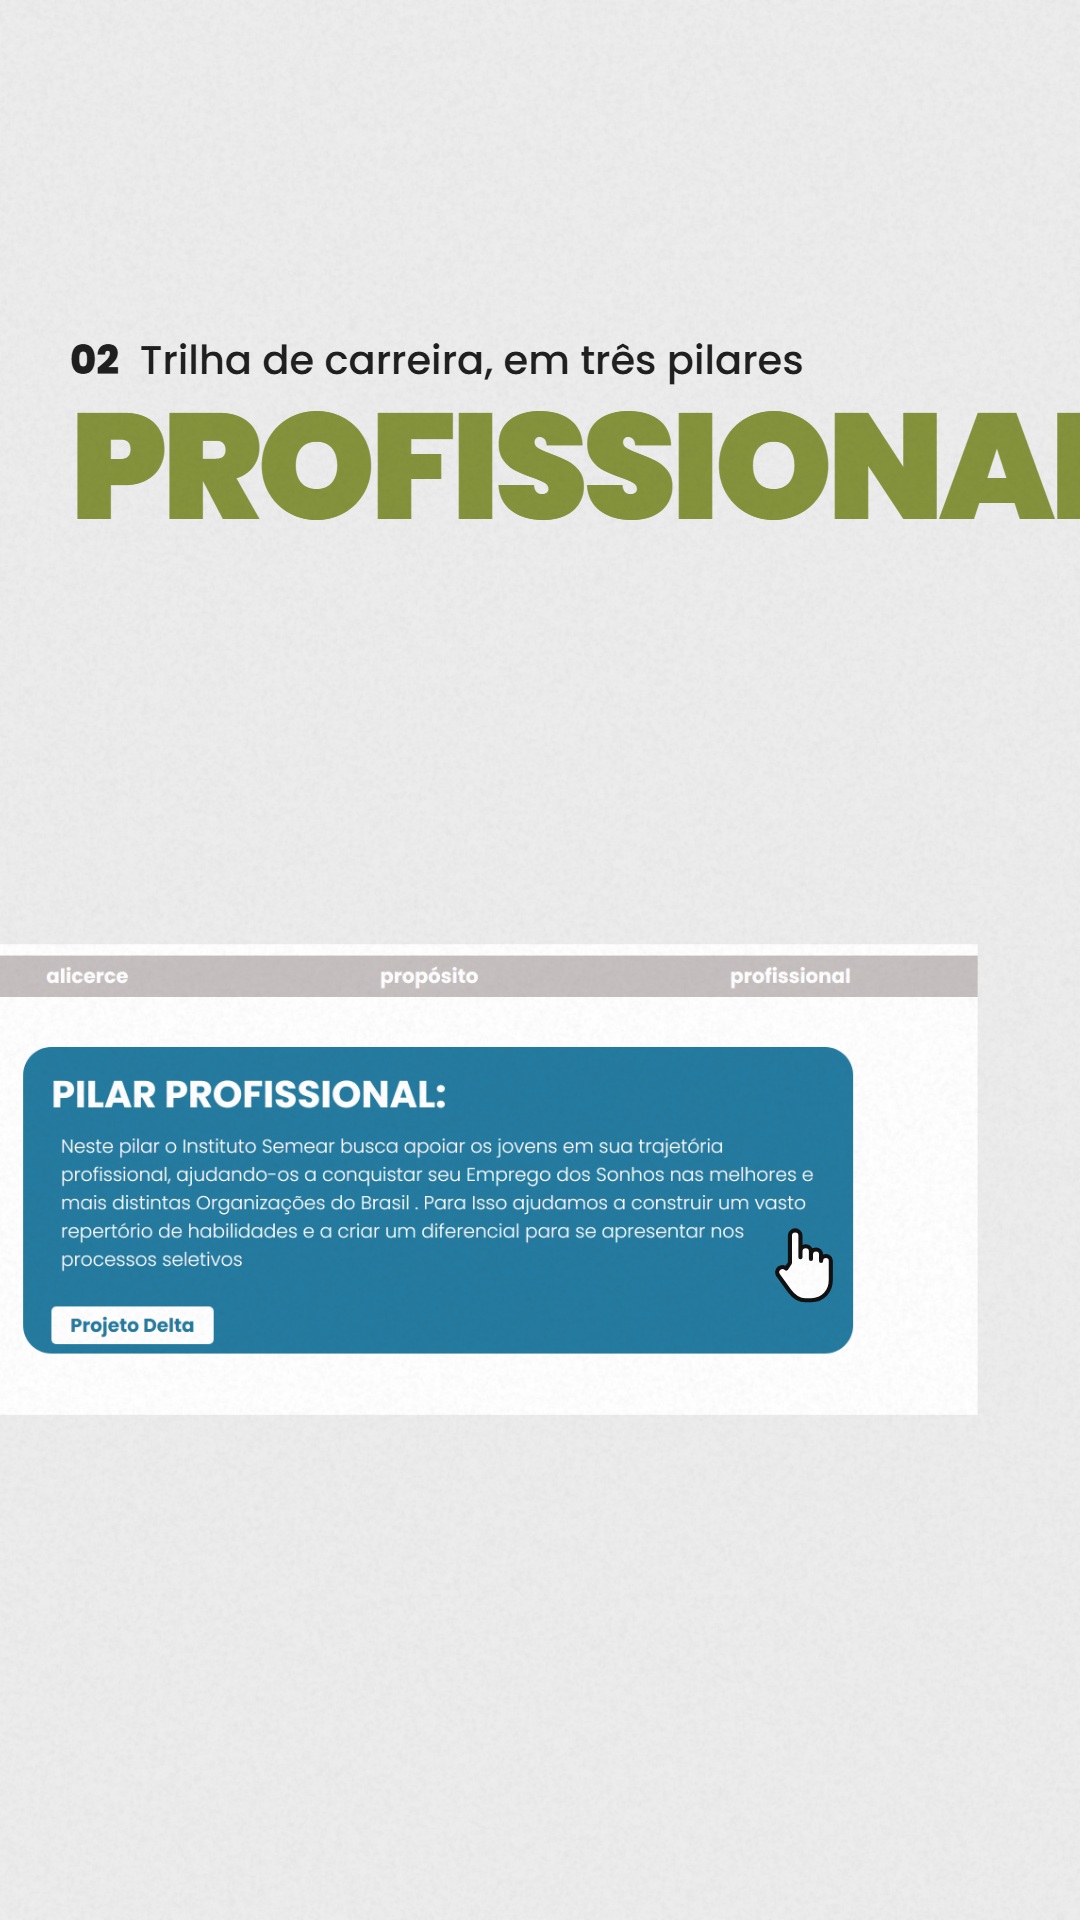 02 Trilha de carreira, em três pilares
PROFISSIONAL
alicerce propósito profissional
PILAR PROFISSIONAL:
Neste pilar o Instituto Semear busca apoiar os jovens em sua trajetória
profissional, ajudando-os a conquistar seu Emprego dos Sonhos nas melhores e
mais distintas Organizações do Brasil . Para Isso ajudamos a construir um vasto
repertório de habilidades e a criar um diferencial para se apresentar nos
processos seletivos
Projeto Delta